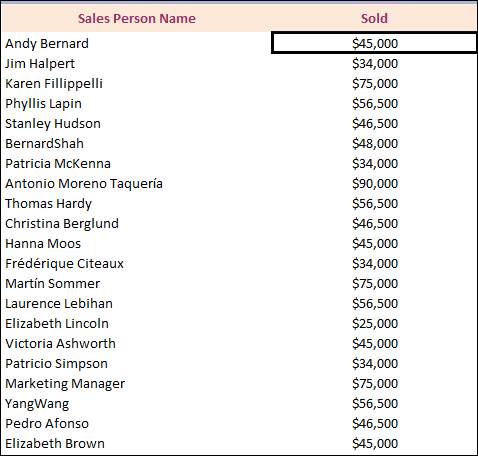 Sales Person Name Sold
Andy Bernard $45,000
Jim Halpert $34,000
Karen Fillippelli $75,000
Phyllis Lapin $56,500
Stanley Hudson $46,500
BernardShah $48,000
Patricia McKenna $34,000
Antonio Moreno Taquería $90,000
Thomas Hardy $56,500
Christina Berglund $46,500
Hanna Moos $45,000
Frédérique Citeaux $34,000
Martín Sommer $75,000
Laurence Lebihan $56,500
Elizabeth Lincoln $25,000
Victoria Ashworth $45,000
Patricio Simpson $34,000
Marketing Manager $75,000
YangWang $56,500
Pedro Afonso $46,500
Elizabeth Brown $45,000